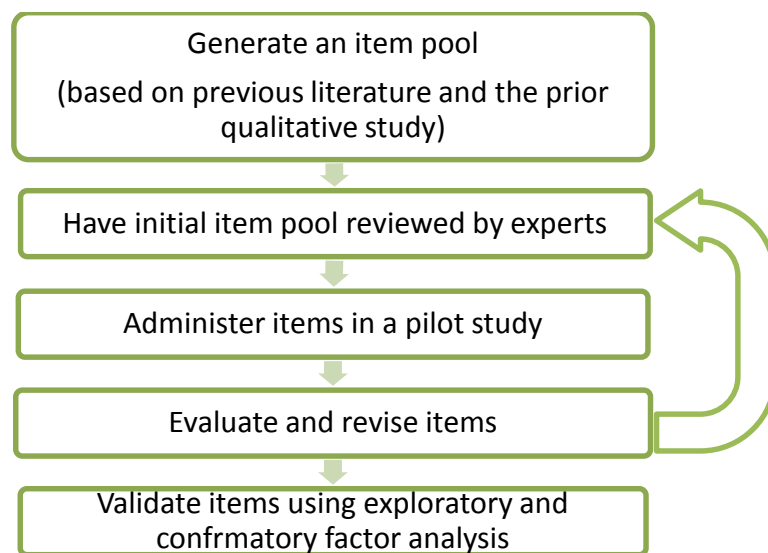 Generate an item pool
(based on previous literature and the prior
qualitative study)
Have initial item pool reviewed by experts
Administer items in a pilot study
Evaluate and revise items
Validate items using exploratory and
confrmatory factor analysis